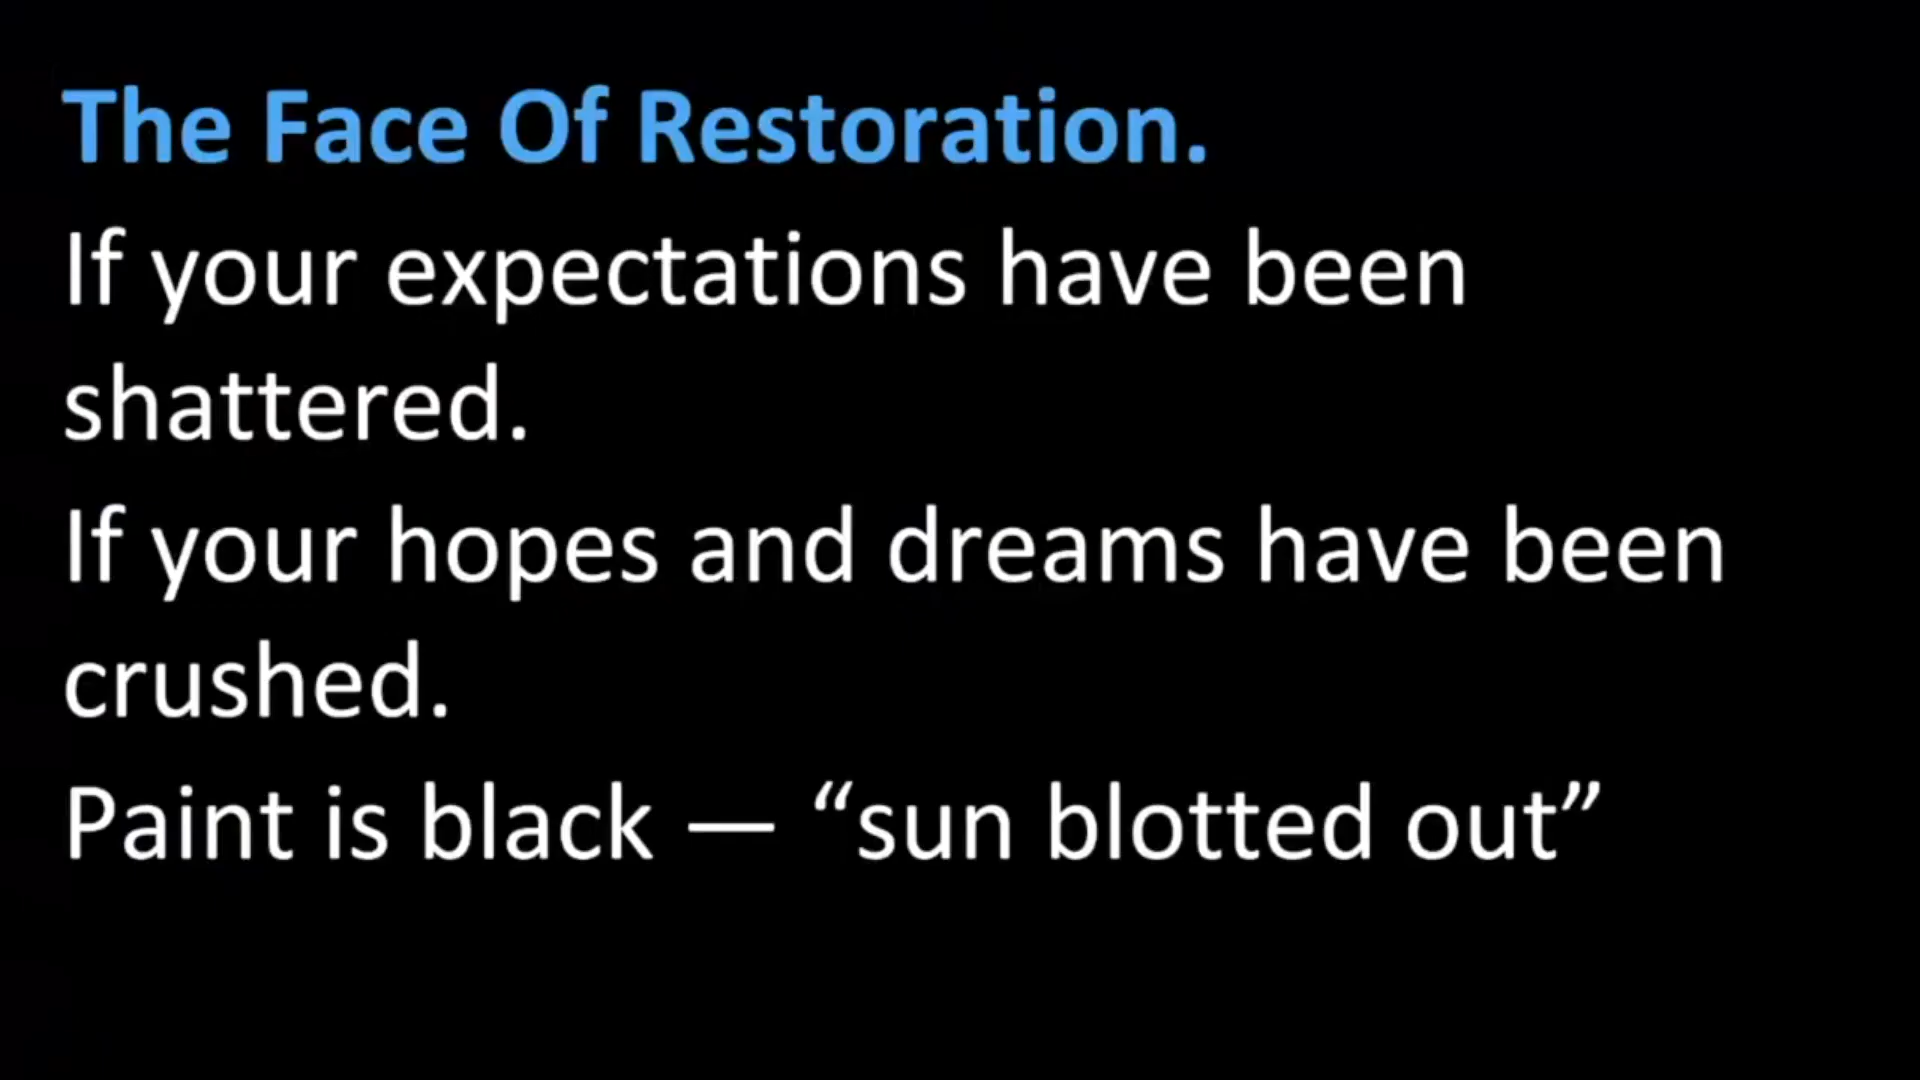 The Face Of Restoration.
If your expectations have been
shattered.
If your hopes and dreams have been
crushed.
Paint is black — “sun blotted out”